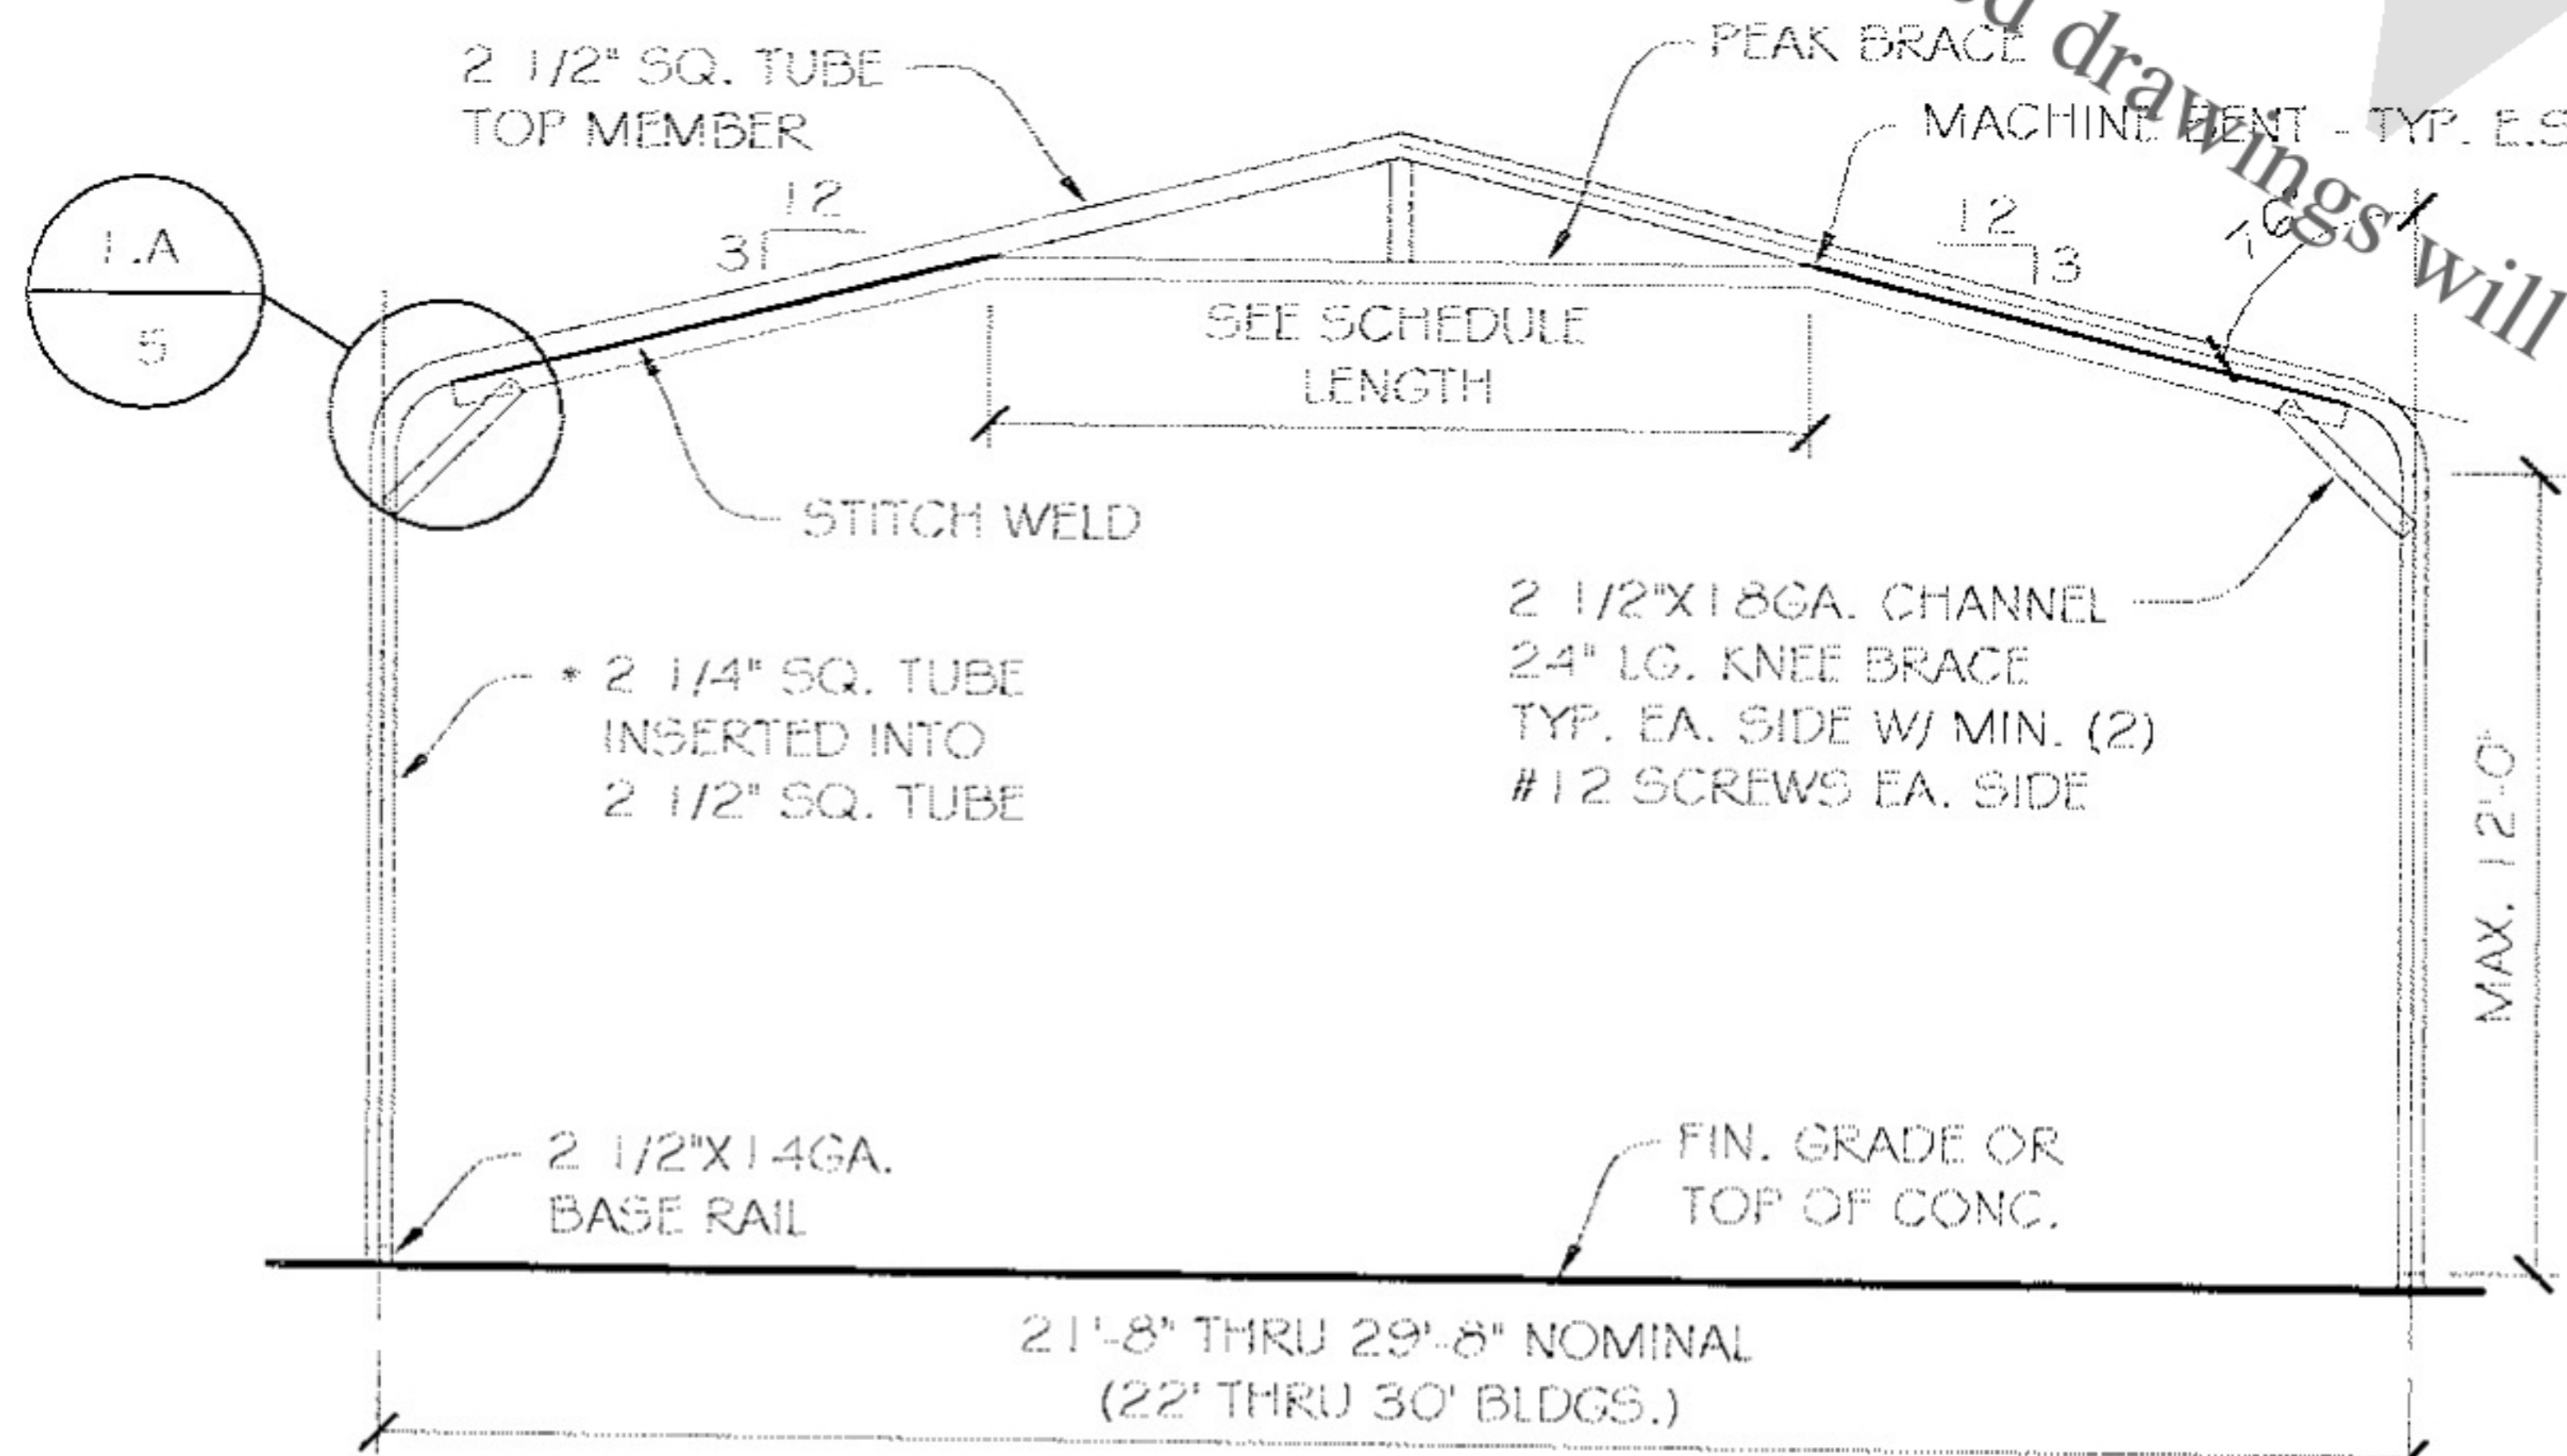 2 1/2" SQ. TUBE
TOP MEMBER
PEAK BRACE
drawings will
MACHINE BENT - TYP. E.S
1.A
5
12
3
12
3
SEE SCHEDULE
LENGTH
STITCH WELD
2 1/2"X18GA. CHANNEL
24" LG. KNEE BRACE
TYP. EA. SIDE W/ MIN. (2)
#12 SCREWS EA. SIDE
* 2 1/4" SQ. TUBE
INSERTED INTO
2 1/2" SQ. TUBE
MAX. 12'-0"
2 1/2"X14GA.
BASE RAIL
FIN. GRADE OR
TOP OF CONC.
21'-8" THRU 29'-8" NOMINAL
(22' THRU 30' BLDGS.)